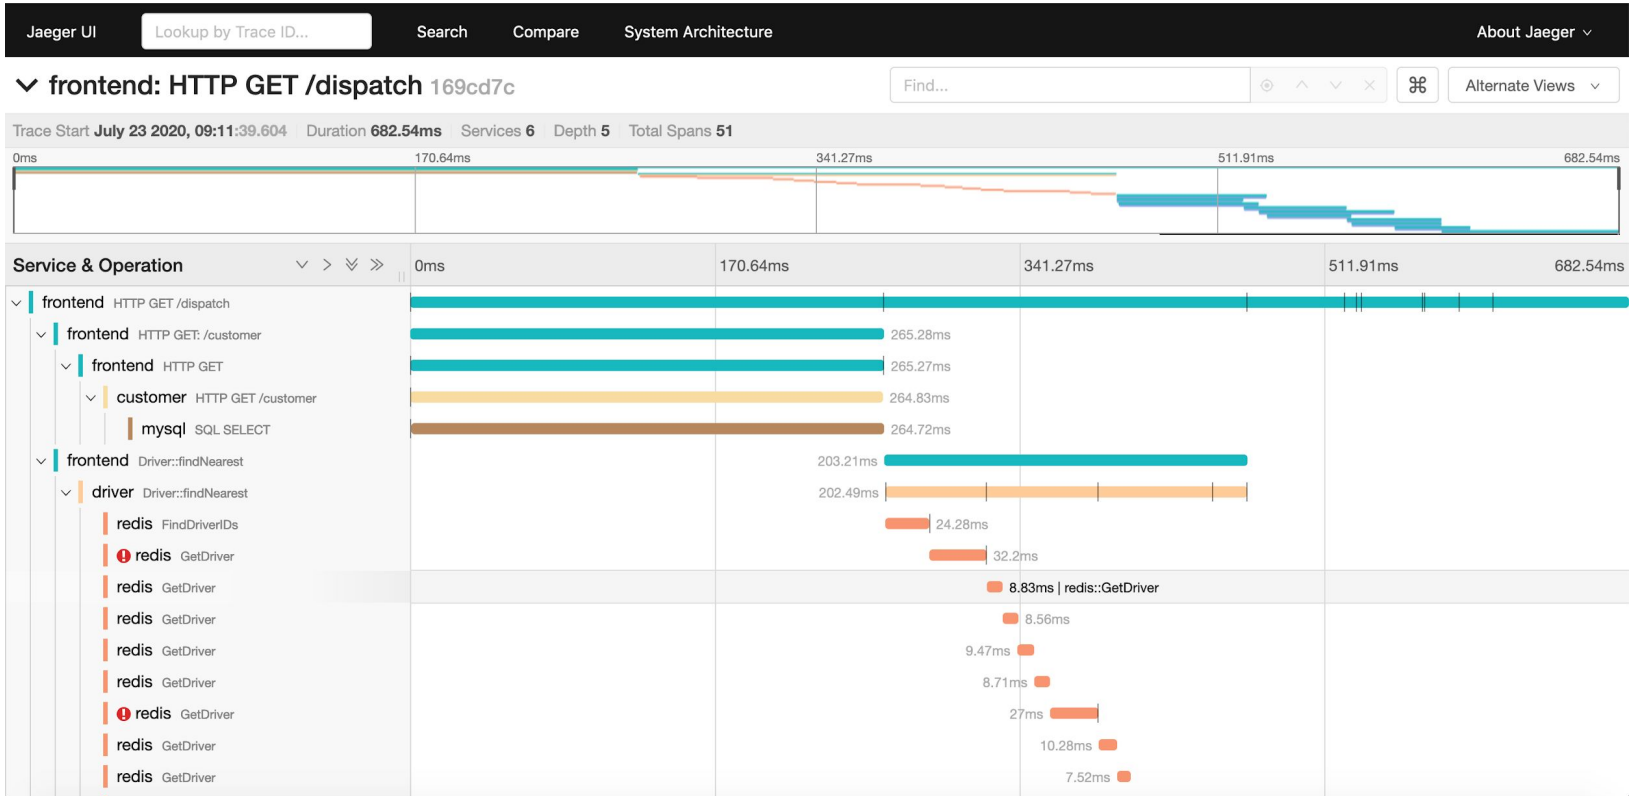 Jaeger UI Lookup by Trace ID... Search Compare System Architecture About Jaeger
frontend: HTTP GET /dispatch 169cd7c Find... ⌘ Alternate Views
Trace Start July 23 2020, 09:11:39.604 Duration 682.54ms Services 6 Depth 5 Total Spans 51
0ms 170.64ms 341.27ms 511.91ms 682.54ms
Service & Operation 0ms 170.64ms 341.27ms 511.91ms 682.54ms
frontend HTTP GET /dispatch
frontend HTTP GET: /customer 265.28ms
frontend HTTP GET 265.27ms
customer HTTP GET /customer 264.83ms
mysql SQL SELECT 264.72ms
frontend Driver::findNearest 203.21ms
driver Driver::findNearest 202.49ms
redis FindDriverIDs 24.28ms
redis GetDriver 32.2ms
redis GetDriver 8.83ms | redis::GetDriver
redis GetDriver 8.56ms
redis GetDriver 9.47ms
redis GetDriver 8.71ms
redis GetDriver 27ms
redis GetDriver 10.28ms
redis GetDriver 7.52ms